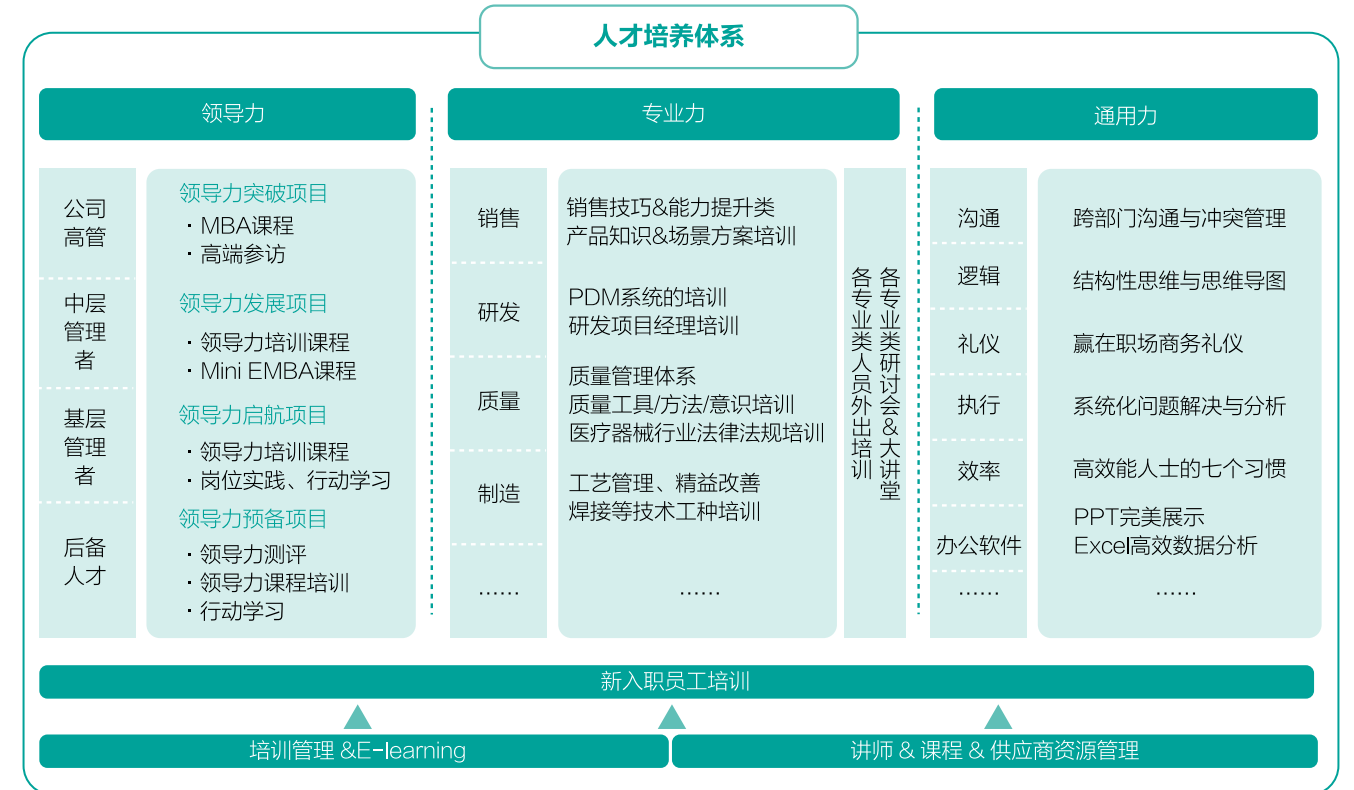 人才培养体系
领导力
公司
高管
领导力突破项目
· MBA课程
· 高端参访
中层
管理
者
领导力发展项目
· 领导力培训课程
· Mini EMBA课程
基层
管理
者
领导力启航项目
· 领导力培训课程
· 岗位实践、行动学习
后备
人才
领导力预备项目
· 领导力测评
· 领导力课程培训
· 行动学习
专业力
销售
销售技巧&能力提升类
产品知识&场景方案培训
研发
PDM系统的培训
研发项目经理培训
质量
质量管理体系
质量工具/方法/意识培训
医疗器械行业法律法规培训
制造
工艺管理、精益改善
焊接等技术工种培训
……
……
各专业类研讨会&大讲堂
各专业类人员外出培训
通用力
沟通
跨部门沟通与冲突管理
逻辑
结构性思维与思维导图
礼仪
赢在职场商务礼仪
执行
系统化问题解决与分析
效率
高效能人士的七个习惯
办公软件
PPT完美展示
Excel高效数据分析
……
……
新入职员工培训
培训管理 &E-learning
讲师 & 课程 & 供应商资源管理